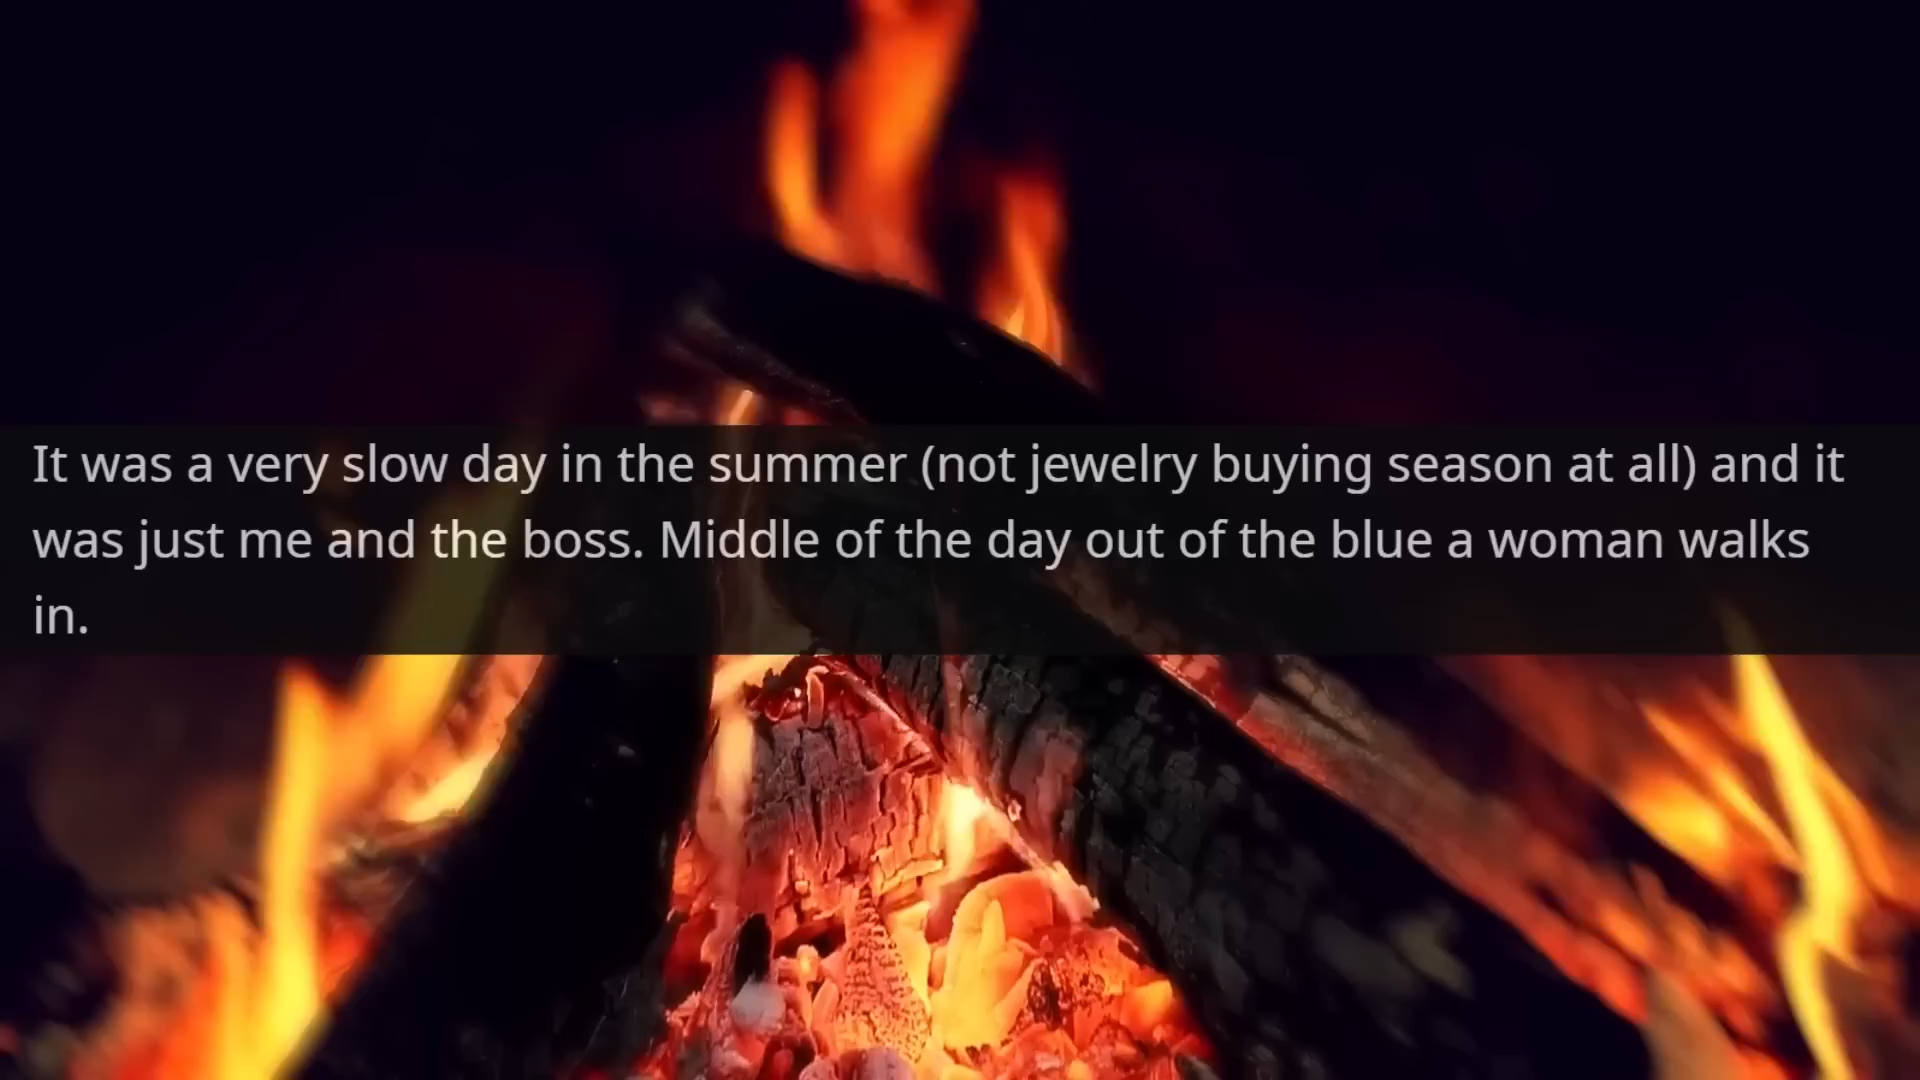 It was a very slow day in the summer (not jewelry buying season at all) and it
was just me and the boss. Middle of the day out of the blue a woman walks
in.